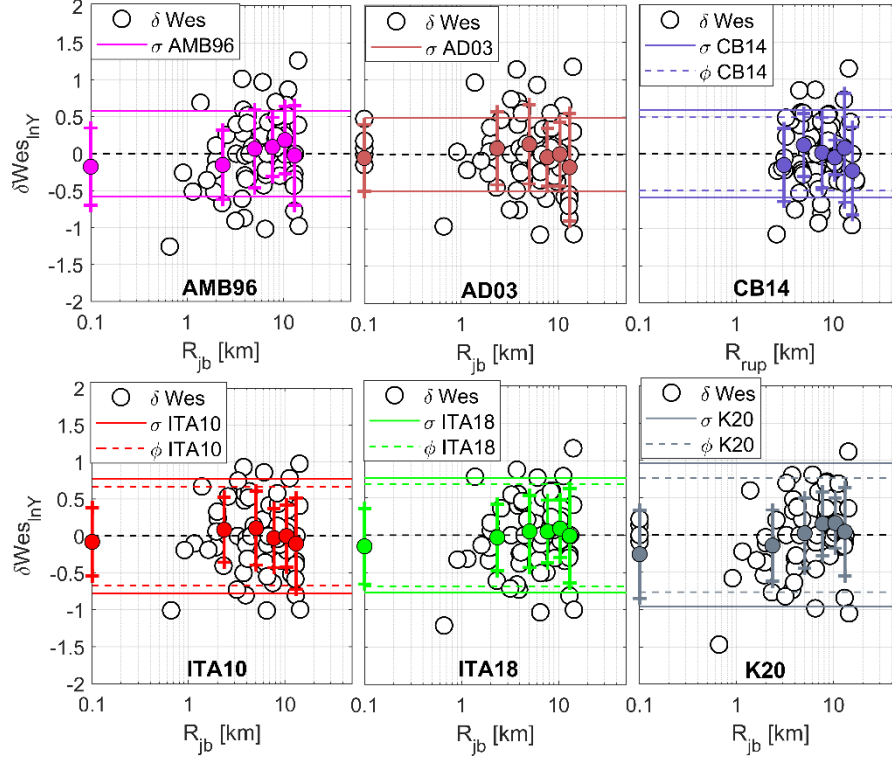 2
1.5
1
0.5
0
-0.5
-1
-1.5
-2
δWes_lnY
δ Wes
σ AMB96
AMB96
0.1 1 10
R_jb [km]
δ Wes
σ AD03
AD03
0.1 1 10
R_jb [km]
δ Wes
σ CB14
ϕ CB14
CB14
0.1 1 10
R_rup [km]
2
1.5
1
0.5
0
-0.5
-1
-1.5
-2
δWes_lnY
δ Wes
σ ITA10
ϕ ITA10
ITA10
0.1 1 10
R_jb [km]
δ Wes
σ ITA18
ϕ ITA18
ITA18
0.1 1 10
R_jb [km]
δ Wes
σ K20
ϕ K20
K20
0.1 1 10
R_jb [km]